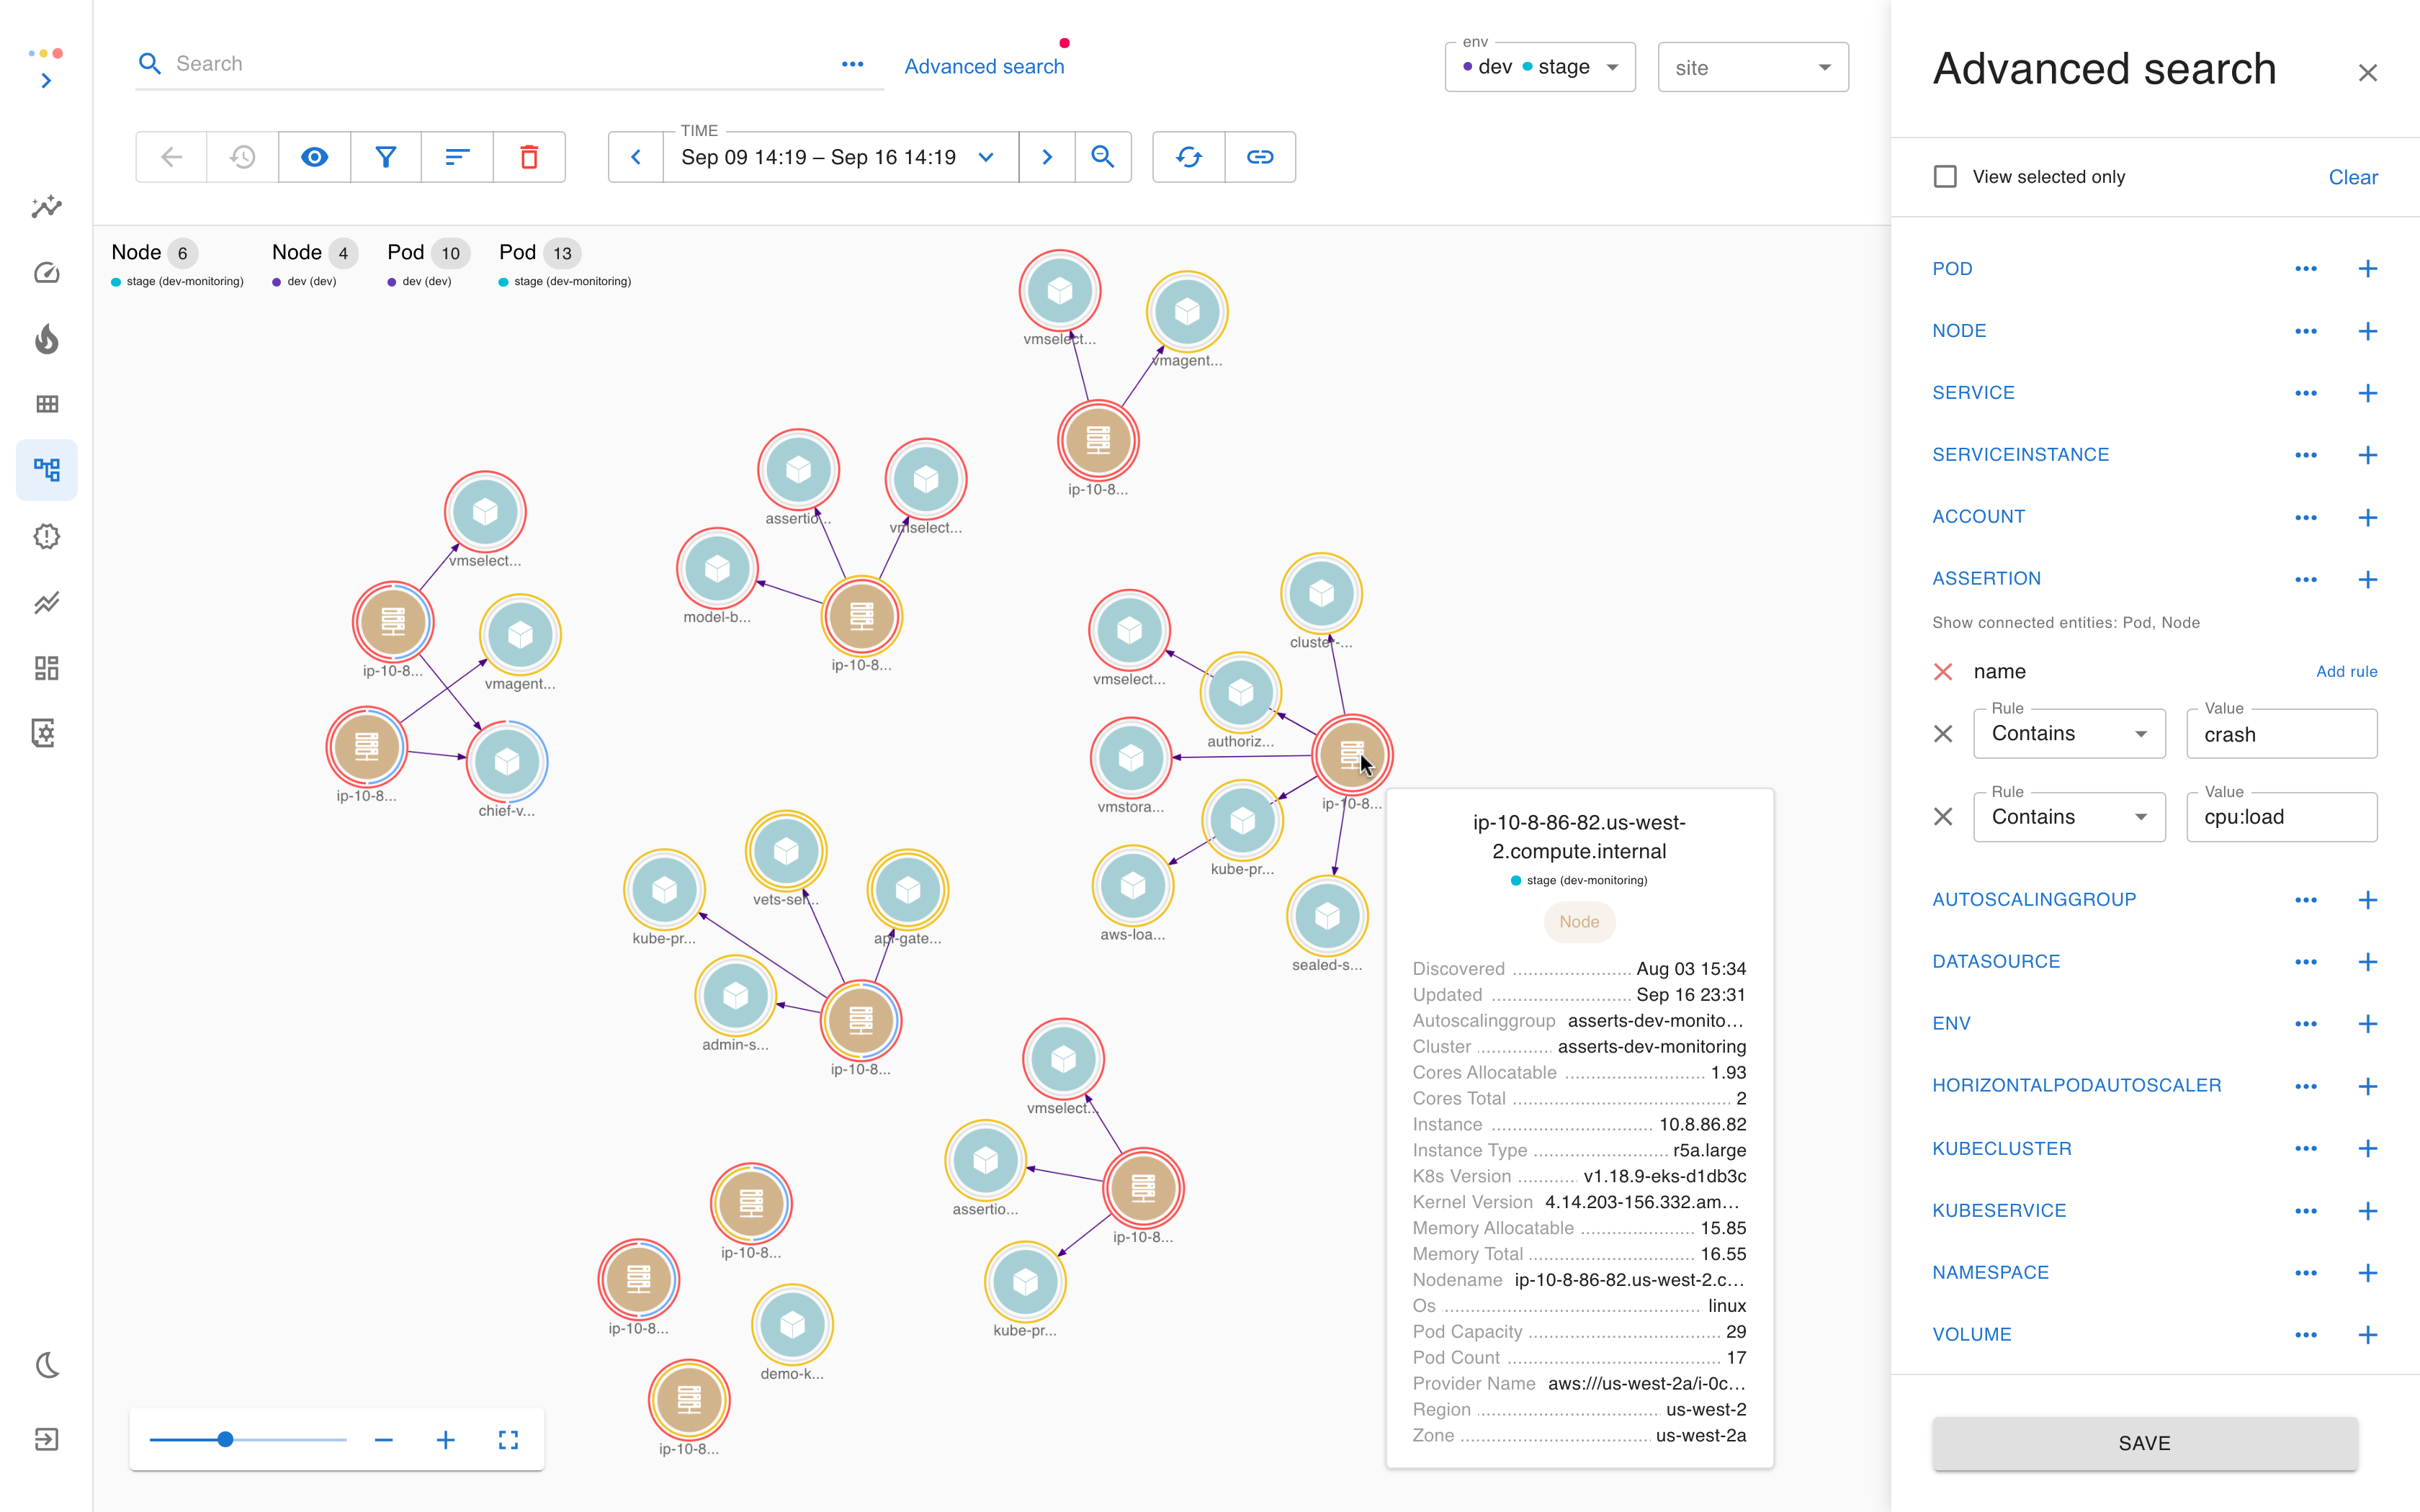 Search
Advanced search
env
dev stage
site
TIME
Sep 09 14:19 – Sep 16 14:19
Node 6
stage (dev-monitoring)
Node 4
dev (dev)
Pod 10
dev (dev)
Pod 13
stage (dev-monitoring)
vmselect...
vmagent...
ip-10-8...
assertio...
vmselect...
model-b...
ip-10-8...
vmselect...
ip-10-8...
vmagent...
ip-10-8...
chief-v...
cluster-...
vmselect...
authoriz...
vmstora...
ip-10-8...
kube-pr...
aws-loa...
sealed-s...
vets-ser...
kube-pr...
api-gate...
admin-s...
ip-10-8...
vmselect...
assertio...
ip-10-8...
kube-pr...
ip-10-8...
ip-10-8...
demo-k...
ip-10-8...
ip-10-8-86-82.us-west-
2.compute.internal
stage (dev-monitoring)
Node
Discovered Aug 03 15:34
Updated Sep 16 23:31
Autoscalinggroup asserts-dev-monito...
Cluster asserts-dev-monitoring
Cores Allocatable 1.93
Cores Total 2
Instance 10.8.86.82
Instance Type r5a.large
K8s Version v1.18.9-eks-d1db3c
Kernel Version 4.14.203-156.332.am...
Memory Allocatable 15.85
Memory Total 16.55
Nodename ip-10-8-86-82.us-west-2.c...
Os linux
Pod Capacity 29
Pod Count 17
Provider Name aws:///us-west-2a/i-0c...
Region us-west-2
Zone us-west-2a
Advanced search
View selected only
Clear
POD
NODE
SERVICE
SERVICEINSTANCE
ACCOUNT
ASSERTION
Show connected entities: Pod, Node
name
Add rule
Rule
Contains
Value
crash
Rule
Contains
Value
cpu:load
AUTOSCALINGGROUP
DATASOURCE
ENV
HORIZONTALPODAUTOSCALER
KUBECLUSTER
KUBESERVICE
NAMESPACE
VOLUME
SAVE